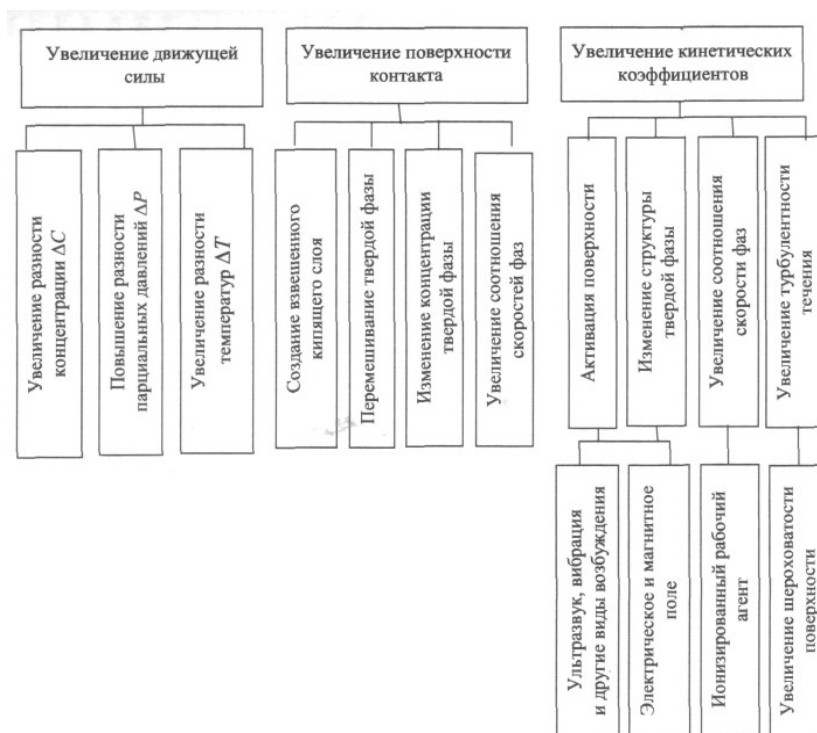 Увеличение движущей
силы
Увеличение разности
концентрации ΔC
Повышение разности
парциальных давлений ΔP
Увеличение разности
температур ΔT
Увеличение поверхности
контакта
Создание взвешенного
кипящего слоя
Перемешивание твердой фазы
Изменение концентрации
твердой фазы
Увеличение соотношения
скоростей фаз
Увеличение кинетических
коэффициентов
Активация поверхности
Изменение структуры
твердой фазы
Увеличение соотношения
скорости фаз
Увеличение турбулентности
течения
Ультразвук, вибрация
и другие виды возбуждения
Электрическое и магнитное
поле
Ионизированный рабочий
агент
Увеличение шероховатости
поверхности